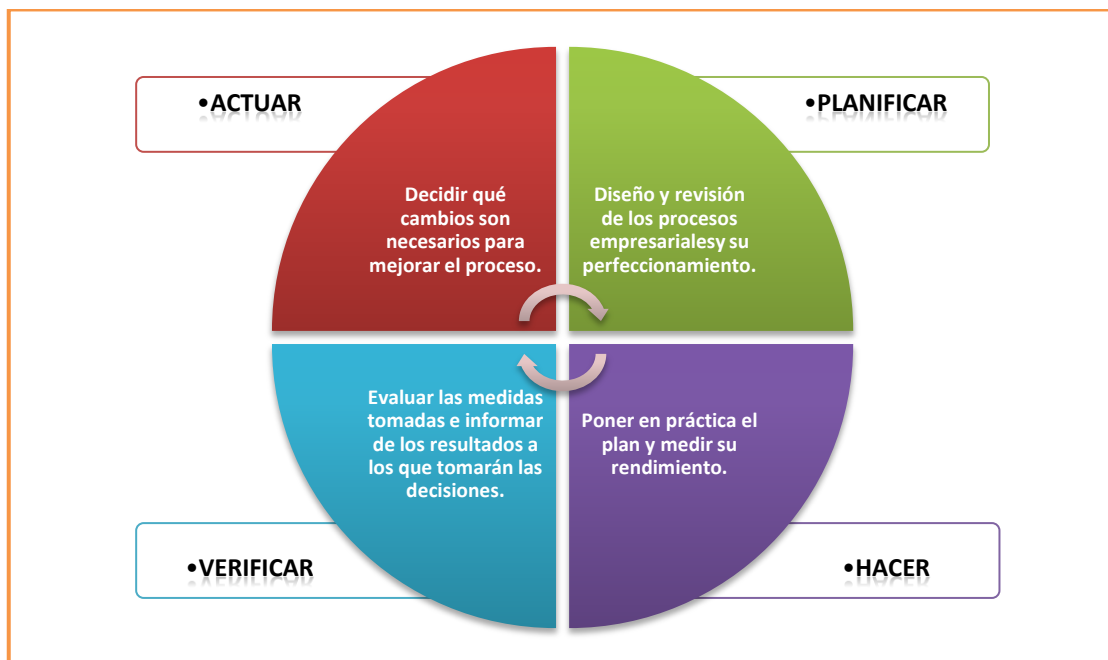 •ACTUAR
•PLANIFICAR
Decidir qué
cambios son
necesarios para
mejorar el proceso.
Diseño y revisión
de los procesos
empresarialesy su
perfeccionamiento.
Evaluar las medidas
tomadas e informar
de los resultados a
los que tomarán las
decisiones.
Poner en práctica el
plan y medir su
rendimiento.
•VERIFICAR
•HACER